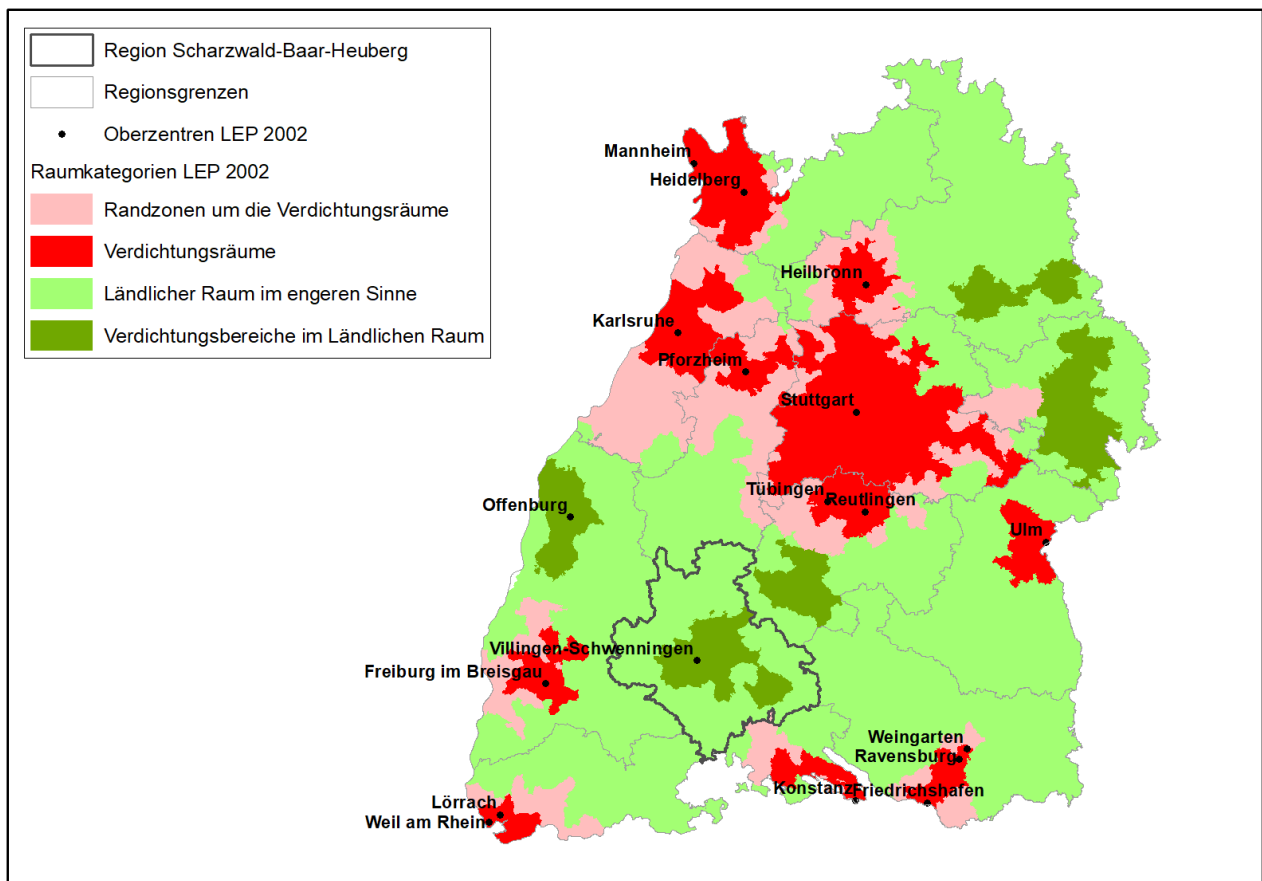 Region Scharzwald-Baar-Heuberg
Regionsgrenzen
Oberzentren LEP 2002
Raumkategorien LEP 2002
Randzonen um die Verdichtungsräume
Verdichtungsräume
Ländlicher Raum im engeren Sinne
Verdichtungsbereiche im Ländlichen Raum
Mannheim
Heidelberg
Heilbronn
Karlsruhe
Pforzheim
Stuttgart
Tübingen
Reutlingen
Offenburg
Ulm
Villingen-Schwenningen
Freiburg im Breisgau
Weingarten
Ravensburg
Konstanz
Friedrichshafen
Lörrach
Weil am Rhein